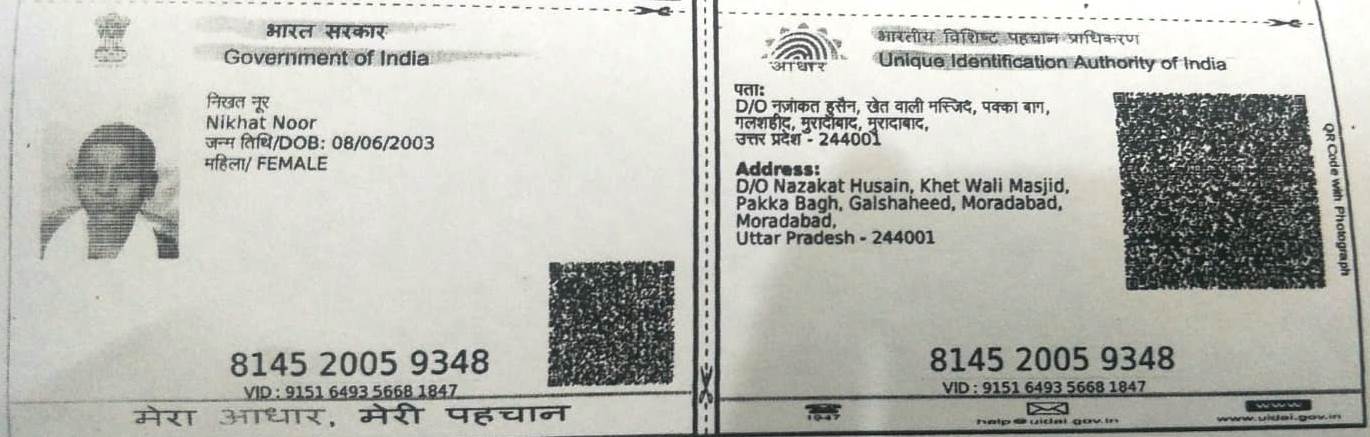 भारत सरकार
Government of India
निखत नूर
Nikhat Noor
जन्म तिथि/DOB: 08/06/2003
महिला/ FEMALE
8145 2005 9348
VID : 9151 6493 5668 1847
मेरा आधार, मेरी पहचान
भारतीय विशिष्ट पहचान प्राधिकरण
Unique Identification Authority of India
आधार
पता:
D/O नज़ाकत हुसैन, खेत वाली मस्जिद, पक्का बाग,
गलशहीद, मुरादाबाद, मुरादाबाद,
उत्तर प्रदेश - 244001
Address:
D/O Nazakat Husain, Khet Wali Masjid,
Pakka Bagh, Galshaheed, Moradabad,
Moradabad,
Uttar Pradesh - 244001
QR Code with Photograph
8145 2005 9348
VID : 9151 6493 5668 1847
1947
help@uidai.gov.in
www
www.uidai.gov.in